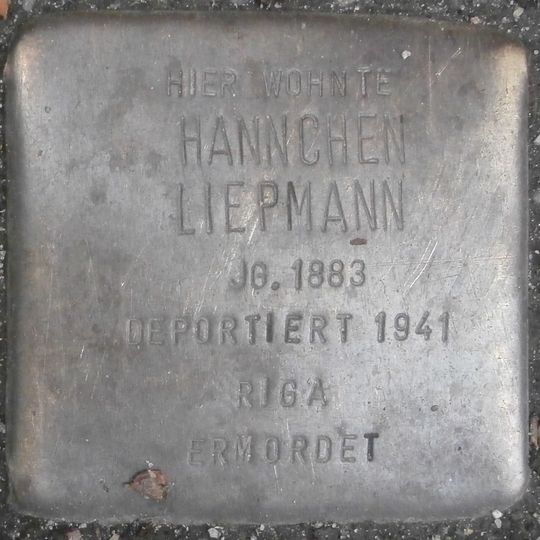 HIER WOHNTE
HANNCHEN
LIEPMANN
JG. 1883
DEPORTIERT 1941
RIGA
ERMORDET